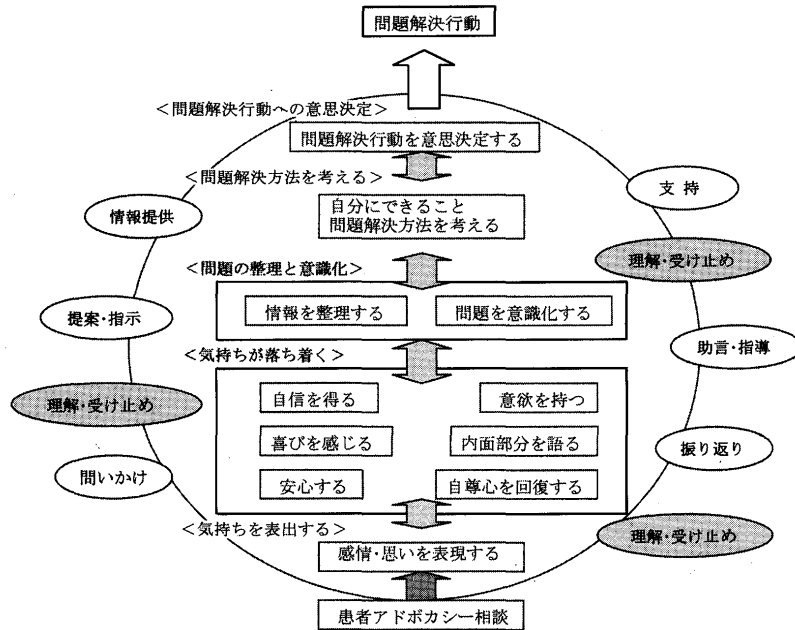 問題解決行動
＜問題解決行動への意思決定＞
問題解決行動を意思決定する
＜問題解決方法を考える＞
支 持
情報提供
自分にできること
問題解決方法を考える
理解・受け止め
＜問題の整理と意識化＞
提案・指示
情報を整理する
問題を意識化する
助言・指導
＜気持ちが落ち着く＞
自信を得る
意欲を持つ
理解・受け止め
喜びを感じる
内面部分を語る
振り返り
問いかけ
安心する
自尊心を回復する
＜気持ちを表出する＞
理解・受け止め
感情・思いを表現する
患者アドボカシー相談